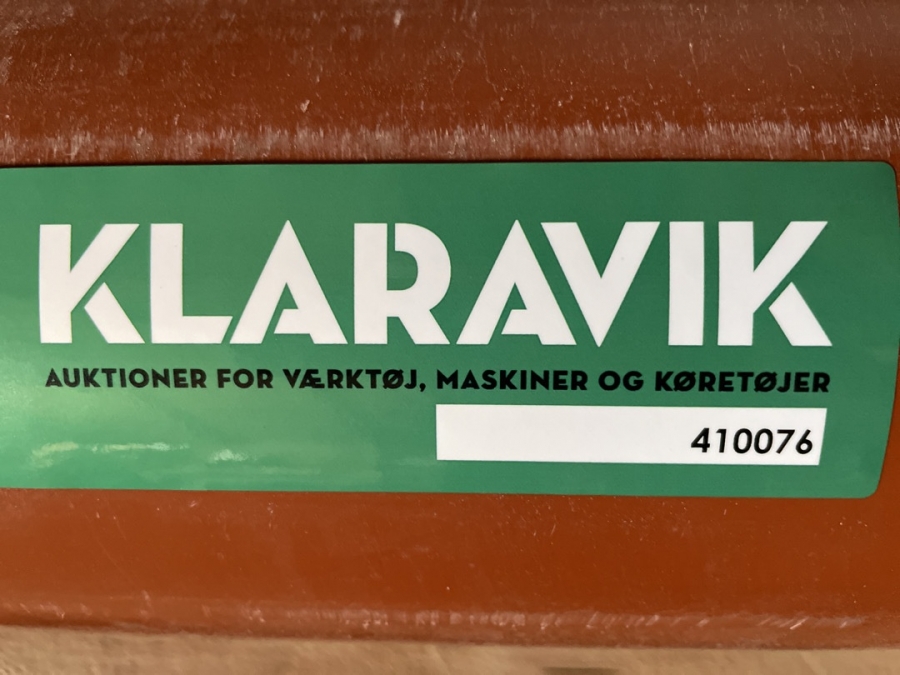 KLARAVIK
AUKTIONER FOR VÆRKTØJ, MASKINER OG KØRETØJER
410076